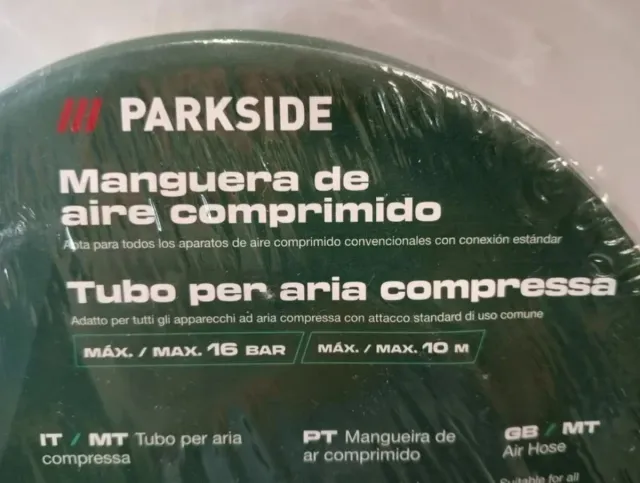 PARKSIDE
Manguera de
aire comprimido
Apta para todos los aparatos de aire comprimido convencionales con conexión estándar
Tubo per aria compressa
Adatto per tutti gli apparecchi ad aria compressa con attacco standard di uso comune
MÁX. / MAX. 16 BAR / MÁX. / MAX. 10 M
IT / MT Tubo per aria
compressa
PT Mangueira de
ar comprimido
GB / MT
Air Hose
Suitable for all